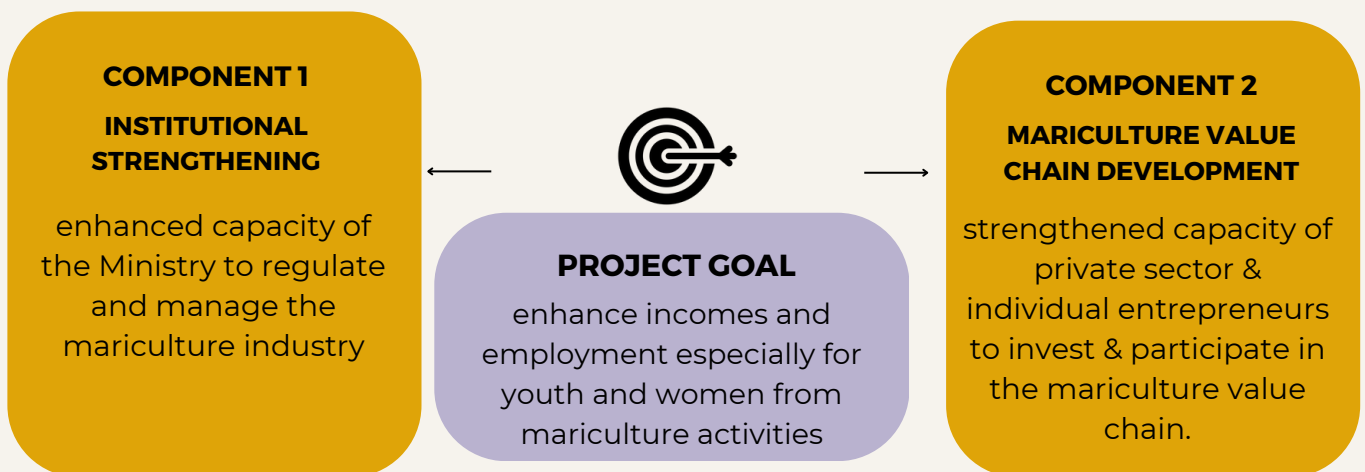 COMPONENT 1
INSTITUTIONAL
STRENGTHENING
enhanced capacity of
the Ministry to regulate
and manage the
mariculture industry
PROJECT GOAL
enhance incomes and
employment especially for
youth and women from
mariculture activities
COMPONENT 2
MARICULTURE VALUE
CHAIN DEVELOPMENT
strengthened capacity of
private sector &
individual entrepreneurs
to invest & participate in
the mariculture value
chain.